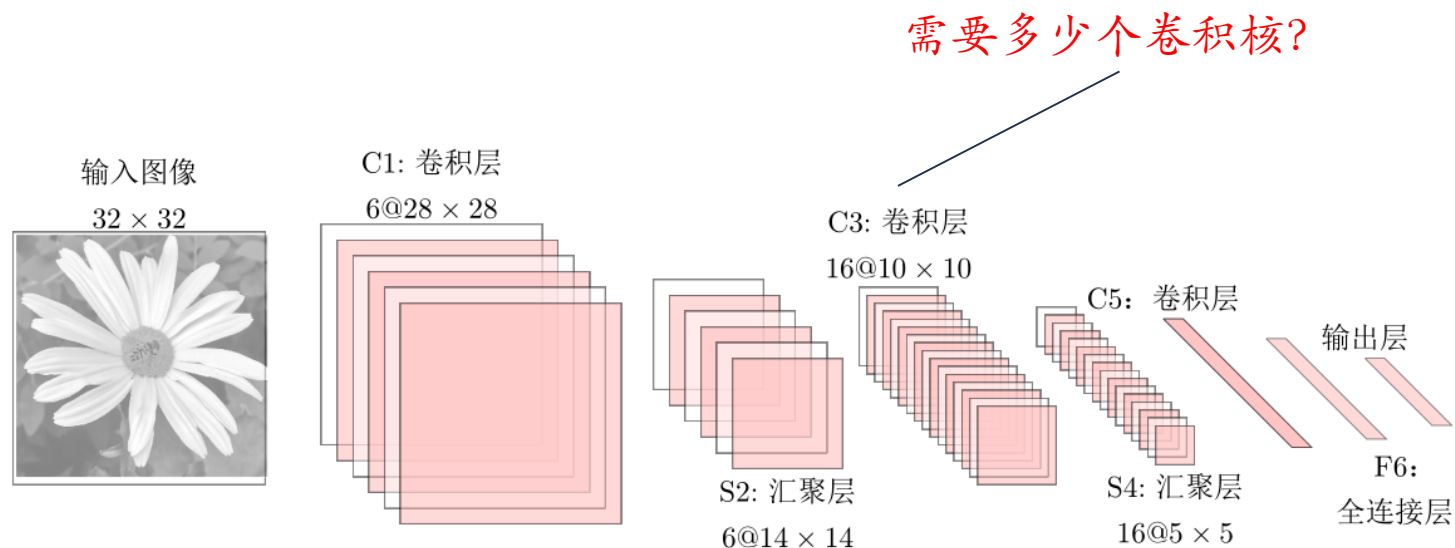 需要多少个卷积核?
输入图像
32 × 32
C1: 卷积层
6@28 × 28
S2: 汇聚层
6@14 × 14
C3: 卷积层
16@10 × 10
S4: 汇聚层
16@5 × 5
C5: 卷积层
F6:
全连接层
输出层